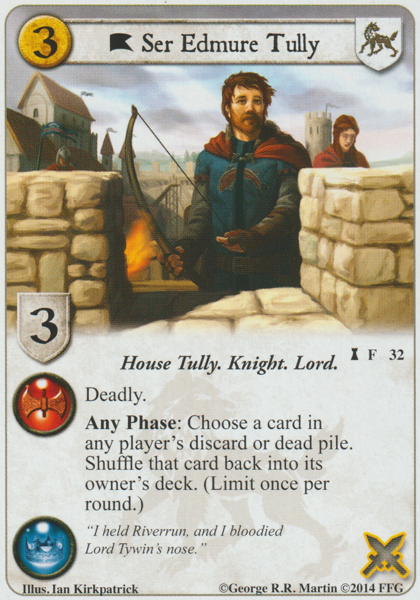 3
Ser Edmure Tully
3
House Tully. Knight. Lord.
F 32
Deadly.
Any Phase: Choose a card in
any player's discard or dead pile.
Shuffle that card back into its
owner's deck. (Limit once per
round.)
"I held Riverrun, and I bloodied
Lord Tywin's nose."
Illus. Ian Kirkpatrick
©George R.R. Martin ©2014 FFG